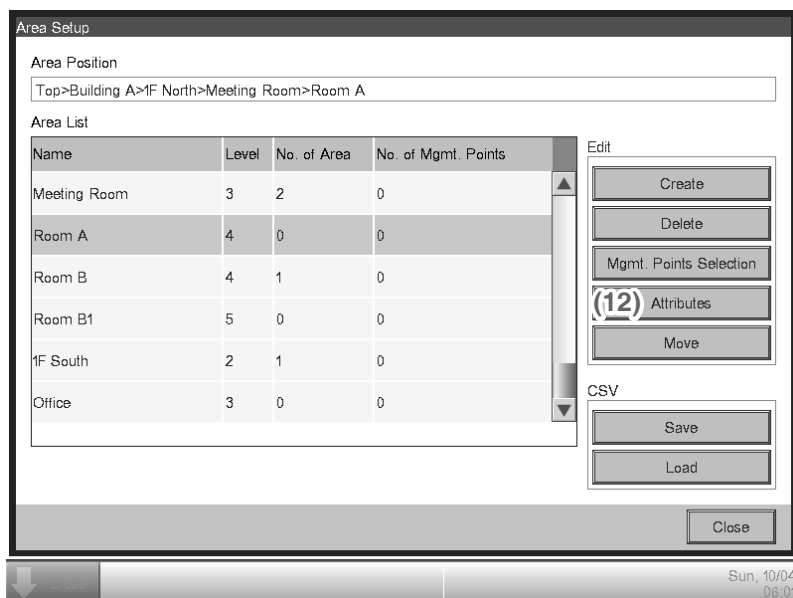 Area Setup
Area Position
Top>Building A>1F North>Meeting Room>Room A
Area List
Name Level No. of Area No. of Mgmt. Points
Meeting Room 3 2 0
Room A 4 0 0
Room B 4 1 0
Room B1 5 0 0
1F South 2 1 0
Office 3 0 0
Edit
Create
Delete
Mgmt. Points Selection
(12) Attributes
Move
CSV
Save
Load
Close
Sun, 10/04
06:01